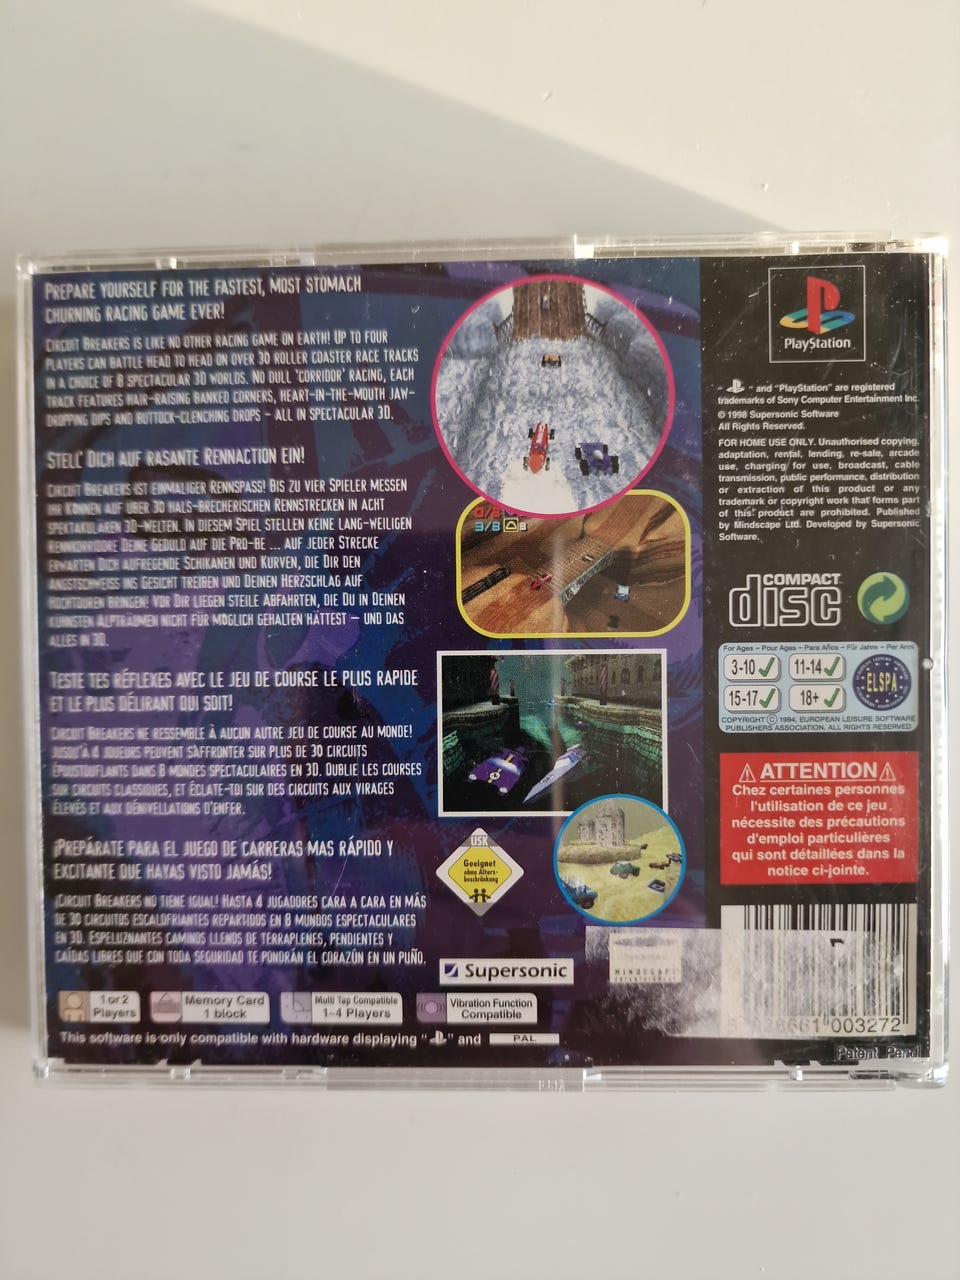 PREPARE YOURSELF FOR THE FASTEST, MOST STOMACH
CHURNING RACING GAME EVER!
CIRCUIT BREAKERS IS LIKE NO OTHER RACING GAME ON EARTH! UP TO FOUR
PLAYERS CAN BATTLE HEAD TO HEAD ON OVER 30 ROLLER COASTER RACE TRACKS
IN A CHOICE OF 8 SPECTACULAR 3D WORLDS. NO DULL 'CORRIDOR' RACING, EACH
TRACK FEATURES HAIR-RAISING BANKED CORNERS, HEART-IN-THE-MOUTH JAW-
DROPPING DIPS AND BUTTOCK-CLENCHING DROPS – ALL IN SPECTACULAR 3D.
STELL' DICH AUF RASANTE RENNACTION EIN!
CIRCUIT BREAKERS IST EINMALIGER RENNSPASS! BIS ZU VIER SPIELER MESSEN
IHR KÖNNEN AUF ÜBER 30 HALS-BRECHERISCHEN RENNSTRECKEN IN ACHT
SPEKTAKULÄREN 3D-WELTEN. IN DIESEM SPIEL STELLEN KEINE LANG-WEILIGEN
RENNKORRIDORE DEINE GEDULD AUF DIE PRO-BE ... AUF JEDER STRECKE
ERWARTEN DICH AUFREGENDE SCHIKANEN UND KURVEN, DIE DIR DEN
ANGSTSCHWEISS INS GESICHT TREIBEN UND DEINEN HERZSCHLAG AUF
HOCHTOUREN BRINGEN! VOR DIR LIEGEN STEILE ABFAHRTEN, DIE DU IN DEINEN
KÜHNSTEN ALPTRÄUMEN NICHT FÜR MÖGLICH GEHALTEN HÄTTEST – UND DAS
ALLES IN 3D.
TESTE TES RÉFLEXES AVEC LE JEU DE COURSE LE PLUS RAPIDE
ET LE PLUS DÉLIRANT QUI SOIT!
CIRCUIT BREAKERS NE RESSEMBLE À AUCUN AUTRE JEU DE COURSE AU MONDE!
JUSQU'À 4 JOUEURS PEUVENT S'AFFRONTER SUR PLUS DE 30 CIRCUITS
ÉPOUSTOUFLANTS DANS 8 MONDES SPECTACULAIRES EN 3D. OUBLIE LES COURSES
SUR CIRCUITS CLASSIQUES, ET ÉCLATE-TOI SUR DES CIRCUITS AUX VIRAGES
ÉLEVÉS ET AUX DÉNIVELLATIONS D'ENFER.
¡PREPÁRATE PARA EL JUEGO DE CARRERAS MAS RÁPIDO Y
EXCITANTE QUE HAYAS VISTO JAMÁS!
¡CIRCUIT BREAKERS NO TIENE IGUAL! HASTA 4 JUGADORES CARA A CARA EN MÁS
DE 30 CIRCUITOS ESCALOFRIANTES REPARTIDOS EN 8 MUNDOS ESPECTACULARES
EN 3D. ESPELUZNANTES CAMINOS LLENOS DE TERRAPLENES, PENDIENTES Y
CAÍDAS LIBRES QUE CON TODA SEGURIDAD TE PONDRÁN EL CORAZÓN EN UN PUÑO.
1 or 2
Players
Memory Card
1 block
Multi Tap Compatible
1–4 Players
Vibration Function
Compatible
This software is only compatible with hardware displaying " " and PAL
3/8
8
USK
Geeignet
ohne Alters-
beschränkung
Supersonic
MINDSCAPE
PlayStation
" " and "PlayStation" are registered
trademarks of Sony Computer Entertainment Inc.
© 1998 Supersonic Software
All Rights Reserved.
FOR HOME USE ONLY. Unauthorised copying,
adaptation, rental, lending, re-sale, arcade
use, charging for use, broadcast, cable
transmission, public performance, distribution
or extraction of this product or any
trademark or copyright work that forms part
of this product are prohibited. Published
by Mindscape Ltd. Developed by Supersonic
Software.
COMPACT
disc
For Ages – Pour Ages – Para Años – Für Jahre – Per Anni
3-10
11-14
15-17
18+
ELSPA
COPYRIGHT © 1994, EUROPEAN LEISURE SOFTWARE
PUBLISHERS ASSOCIATION. ALL RIGHTS RESERVED
ATTENTION
Chez certaines personnes
l'utilisation de ce jeu
nécesite des précautions
d'emploi particulières
qui sont détaillées dans la
notice ci-jointe.
003272
Patent Pend